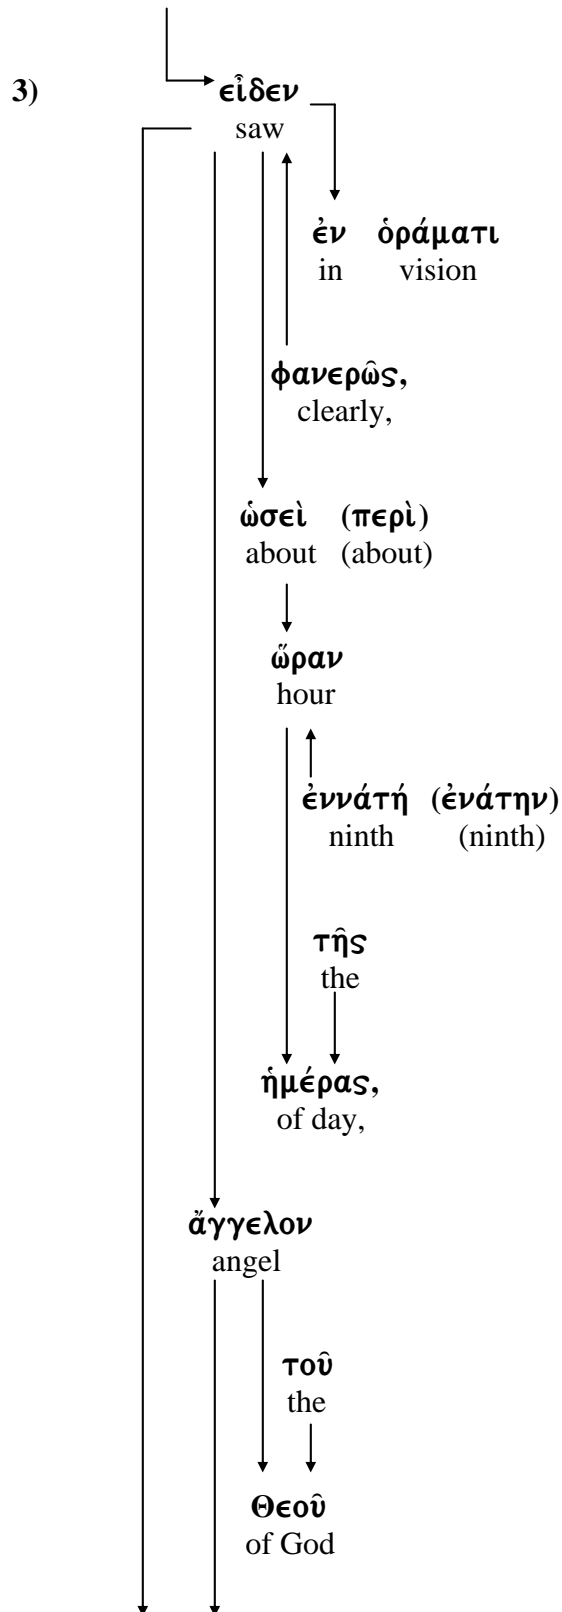 3) εἶδεν
saw
ἐν ὁράματι
in vision
φανερῶς,
clearly,
ὡσεὶ (περὶ)
about (about)
ὥραν
hour
ἐννάτή (ἐνάτην)
ninth (ninth)
τῆς
the
ἡμέρας,
of day,
ἄγγελον
angel
τοῦ
the
Θεοῦ
of God